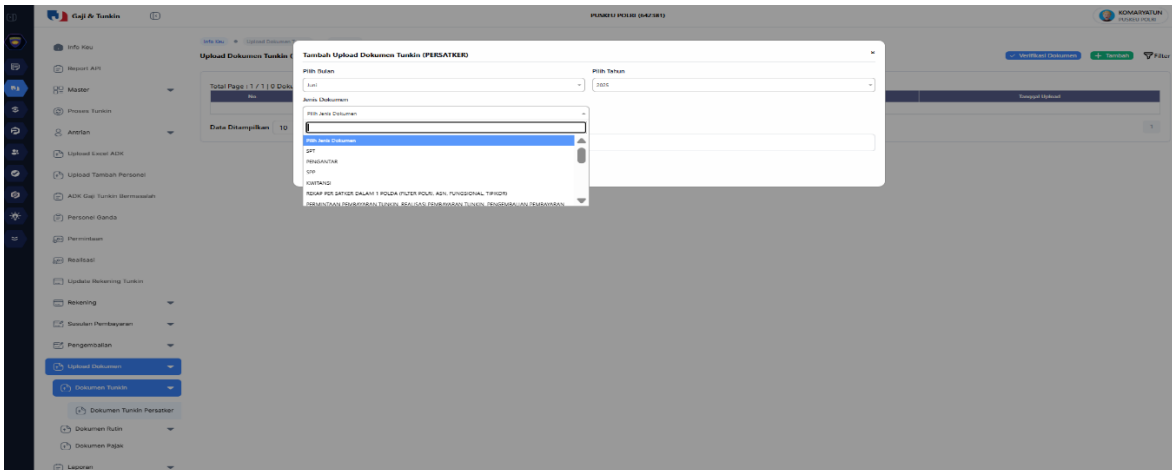 Gaji & Tunkin
PUSKEU POLRI (642581)
KOMARYATUN
PUSKEU POLRI
Info Keu
Report API
Master
Proses Tunkin
Antrian
Upload Excel ADK
Upload Tambah Personel
ADK Gaji Tunkin Bermasalah
Personel Ganda
Permintaan
Realisasi
Update Rekening Tunkin
Rekening
Susulan Pembayaran
Pengembalian
Upload Dokumen
Dokumen Tunkin
Dokumen Tunkin Persatker
Dokumen Rutin
Dokumen Pajak
Laporan
Info Keu
Upload Dokumen
Upload Dokumen Tunkin (
Verifikasi Dokumen
+ Tambah
Filter
Total Page : 1 / 1 | 0 Doku
No
Tanggal Upload
Data Ditampilkan 10
Tambah Upload Dokumen Tunkin (PERSATKER)
Pilih Bulan
Pilih Tahun
Juni
2025
Jenis Dokumen
Pilih Jenis Dokumen
Pilih Jenis Dokumen
SPT
PENGANTAR
SPP
KWITANSI
REKAP PER SATKER DALAM 1 POLDA (FILTER POLRI, ASN, FUNGSIONAL, TIPIKOR)
PERMINTAAN PEMBAYARAN TUNKIN, REALISASI PEMBAYARAN TUNKIN, PENGEMBALIAN PEMBAYARAN